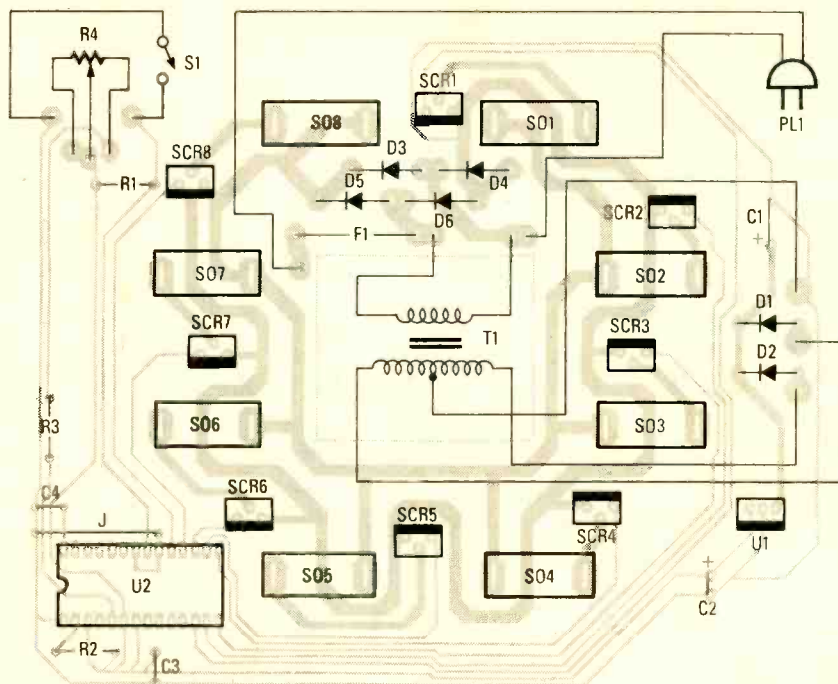 R4
S1
PL1
SCR1
SO8
SO1
D3
D4
SCR8
R1
D5
D6
SCR2
C1
+
F1
SO7
SO2
D1
SCR7
T1
SCR3
D2
R3
SO6
SO3
C4
SCR6
SCR5
SCR4
J
U1
U2
SO5
SO4
+
C2
R2
C3